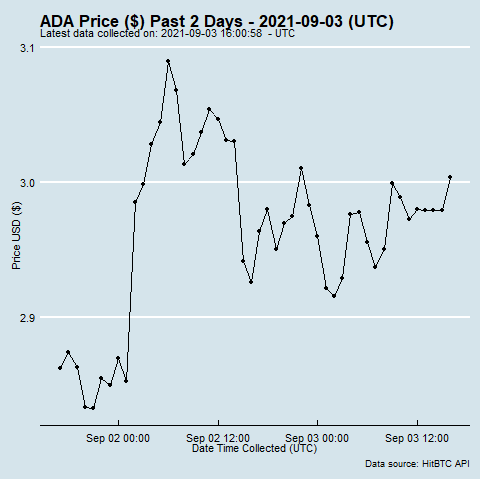 ADA Price ($) Past 2 Days - 2021-09-03 (UTC)
Latest data collected on: 2021-09-03 16:00:58  - UTC
3.1
3.0
2.9
Price USD ($)
Sep 02 00:00 Sep 02 12:00 Sep 03 00:00 Sep 03 12:00
Date Time Collected (UTC)
Data source: HitBTC API